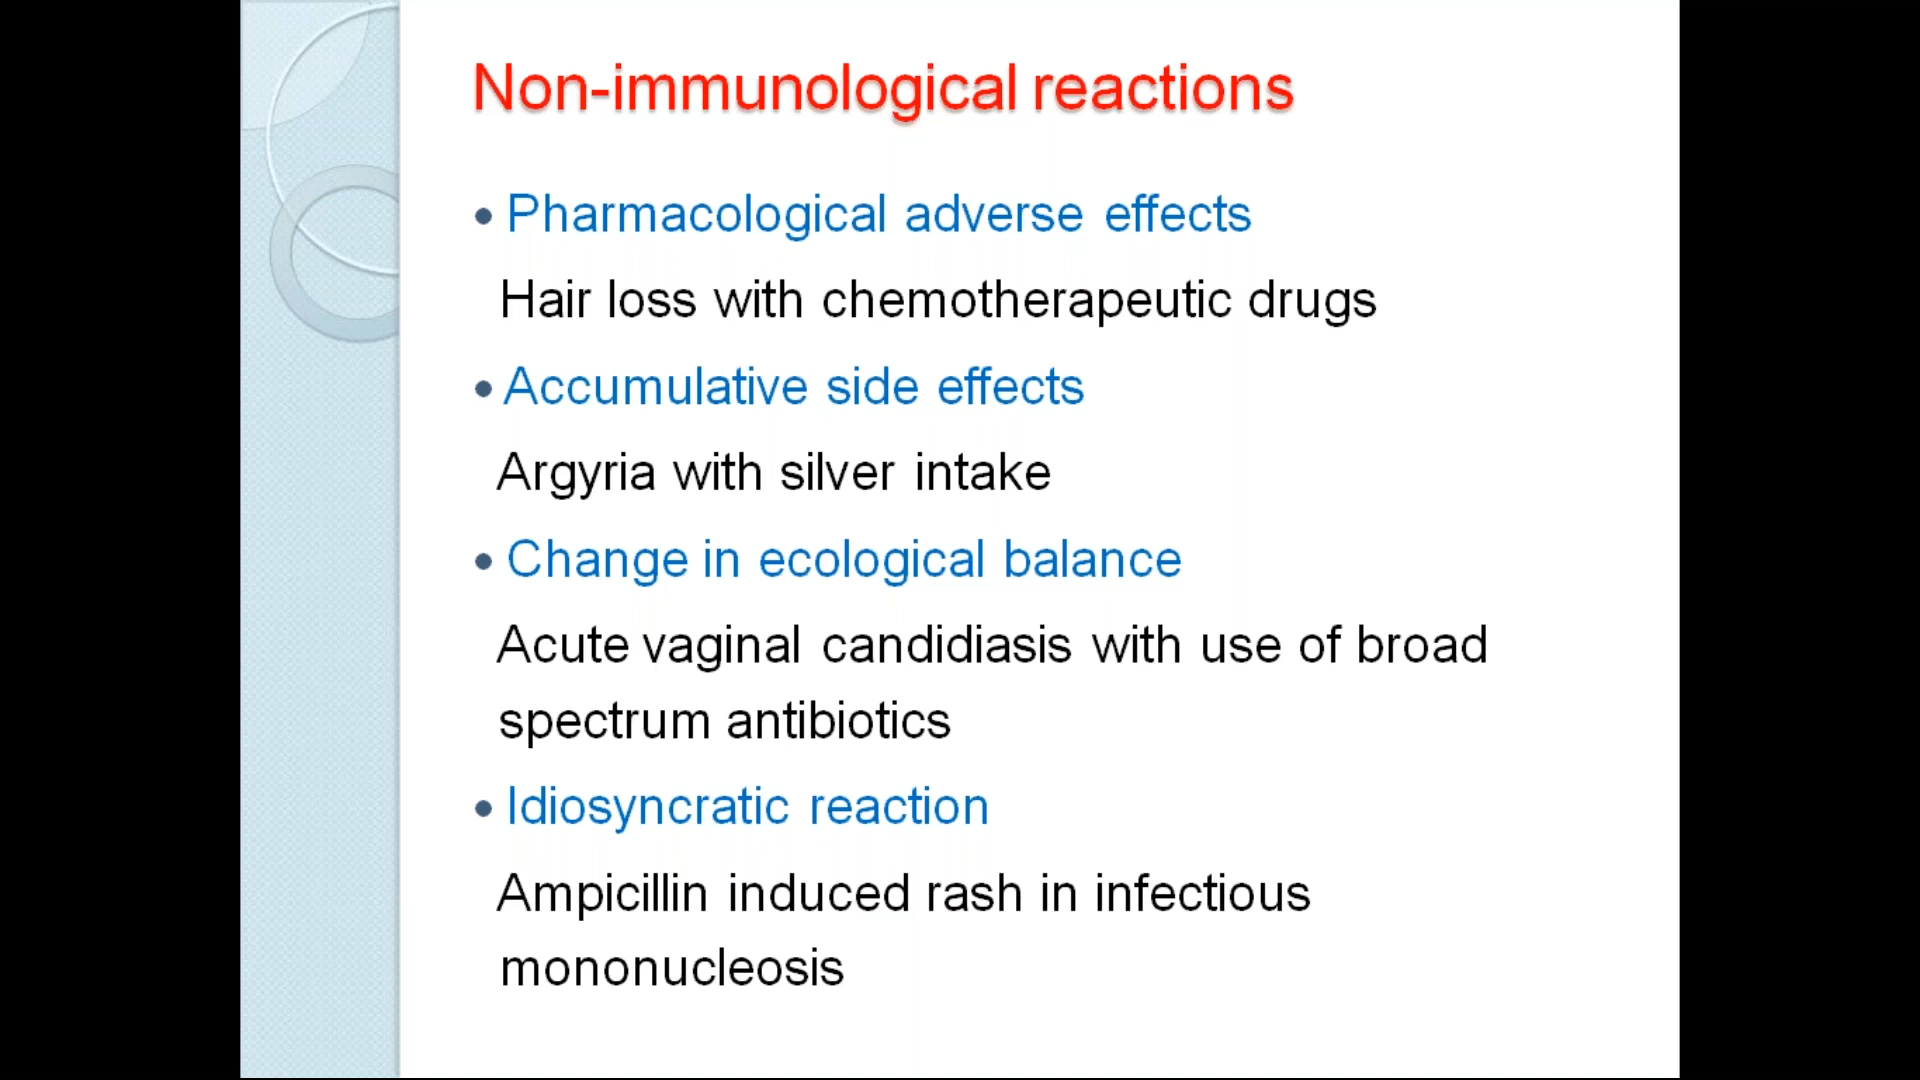 Non-immunological reactions
• Pharmacological adverse effects
Hair loss with chemotherapeutic drugs
• Accumulative side effects
Argyria with silver intake
• Change in ecological balance
Acute vaginal candidiasis with use of broad
spectrum antibiotics
• Idiosyncratic reaction
Ampicillin induced rash in infectious
mononucleosis